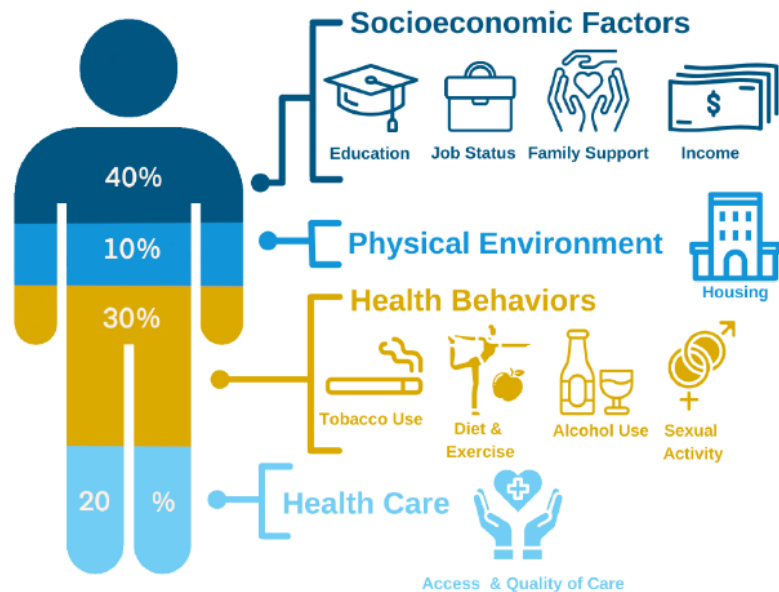 Socioeconomic Factors
Education Job Status Family Support Income
$
40%
10%
Physical Environment
Housing
Health Behaviors
30%
Tobacco Use
Diet &
Exercise
Alcohol Use
Sexual
Activity
20 %
Health Care
Access & Quality of Care